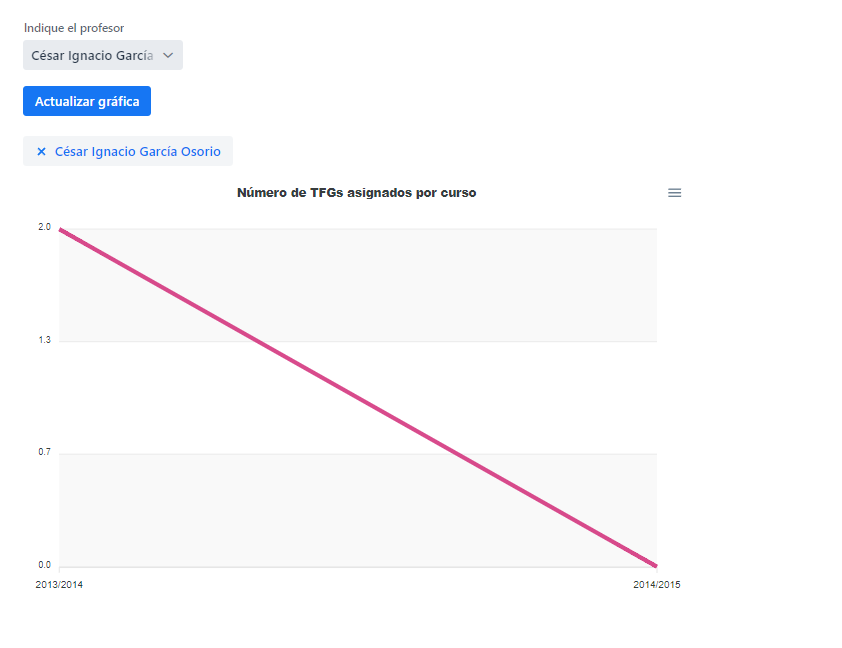 Indique el profesor
César Ignacio García
Actualizar gráfica
× César Ignacio García Osorio
Número de TFGs asignados por curso
2.0
1.3
0.7
0.0
2013/2014 2014/2015